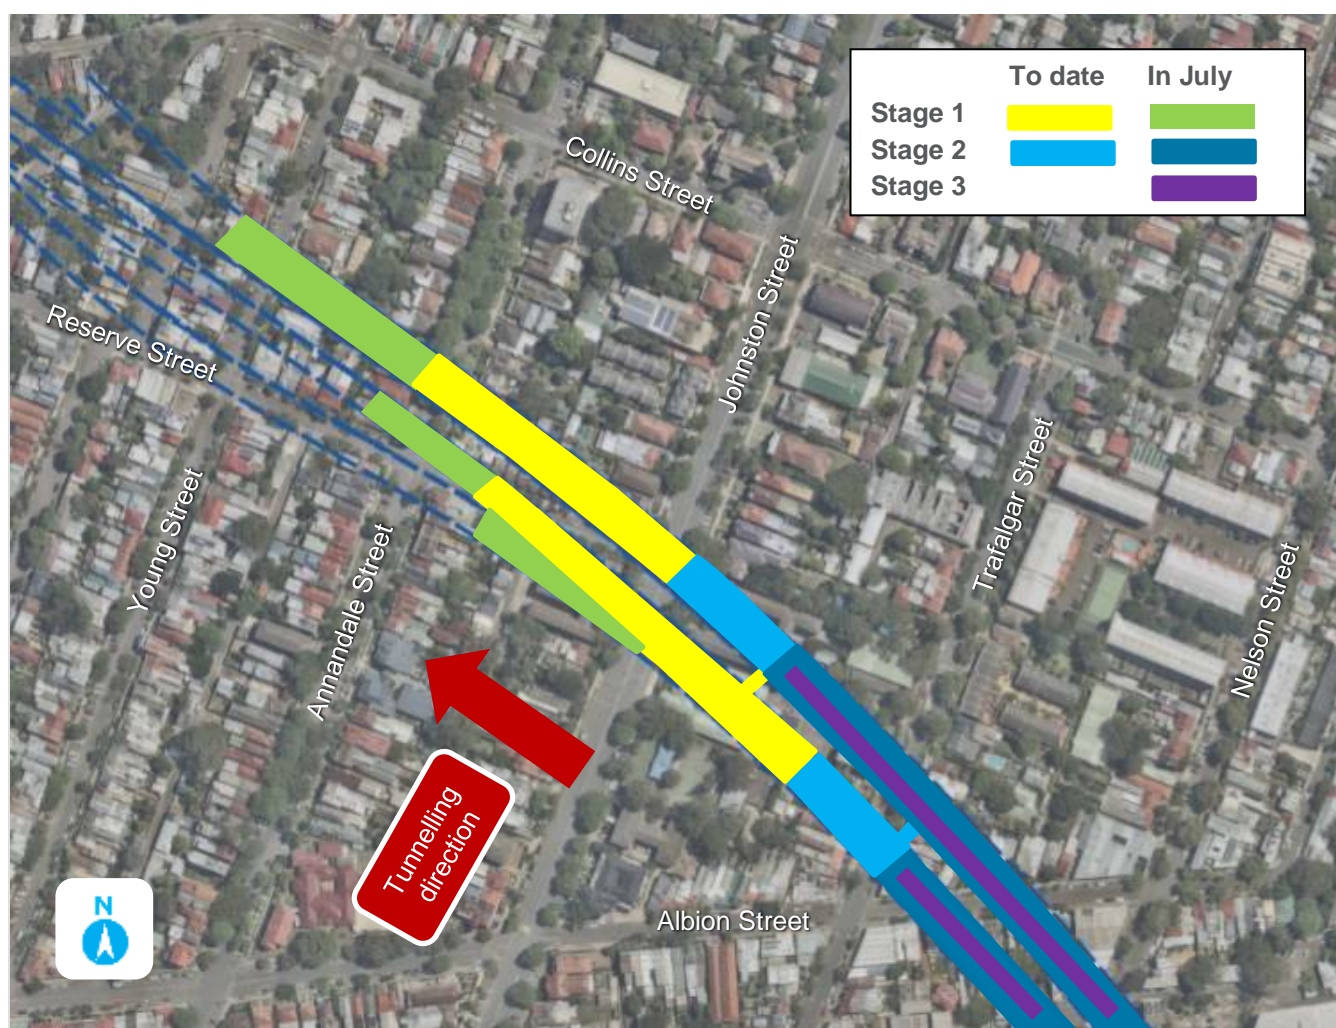 To date In July
Stage 1
Stage 2
Stage 3
Collins Street
Johnston Street
Reserve Street
Trafalgar Street
Young Street
Annandale Street
Nelson Street
Tunnelling
direction
Albion Street
N